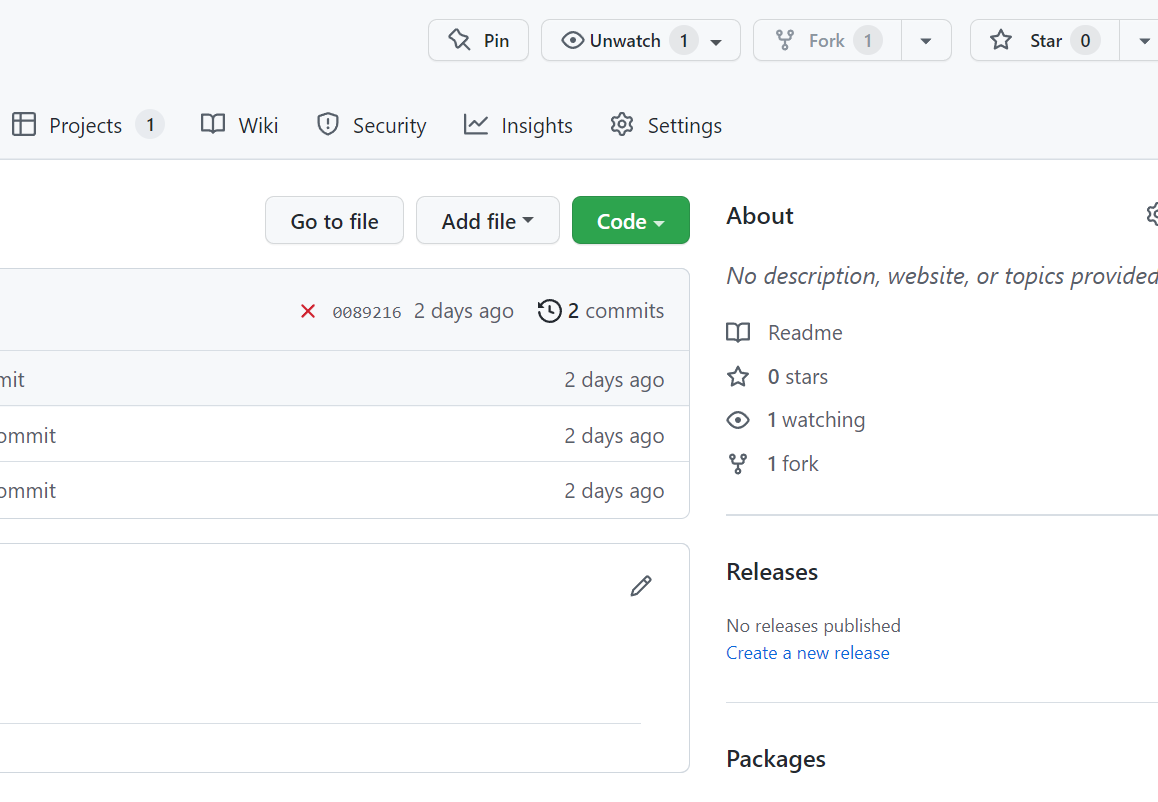 Pin Unwatch 1 Fork 1 Star 0
Projects 1 Wiki Security Insights Settings
Go to file Add file Code
0089216 2 days ago 2 commits
mit 2 days ago
ommit 2 days ago
ommit 2 days ago
About
No description, website, or topics provided
Readme
0 stars
1 watching
1 fork
Releases
No releases published
Create a new release
Packages